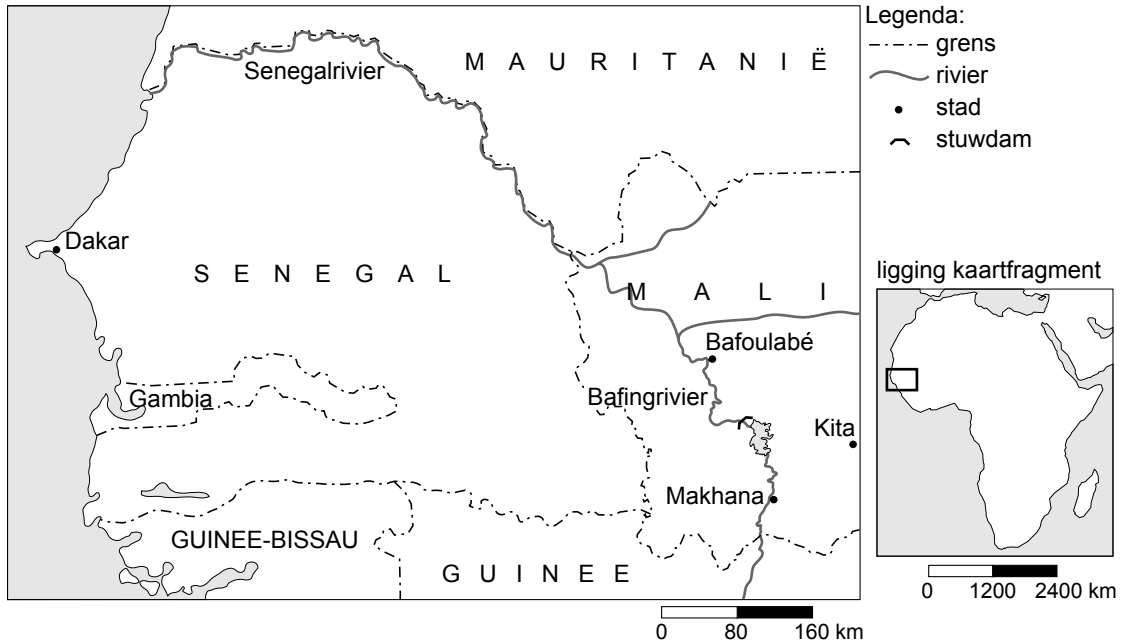 Legenda:
grens
rivier
stad
stuwdam
M A U R I T A N I Ë
Senegalrivier
Dakar
S E N E G A L
M A L I
ligging kaartfragment
Bafoulabé
Gambia
Bafingrivier
Kita
Makhana
GUINEE-BISSAU
G U I N E E
0 1200 2400 km
0 80 160 km